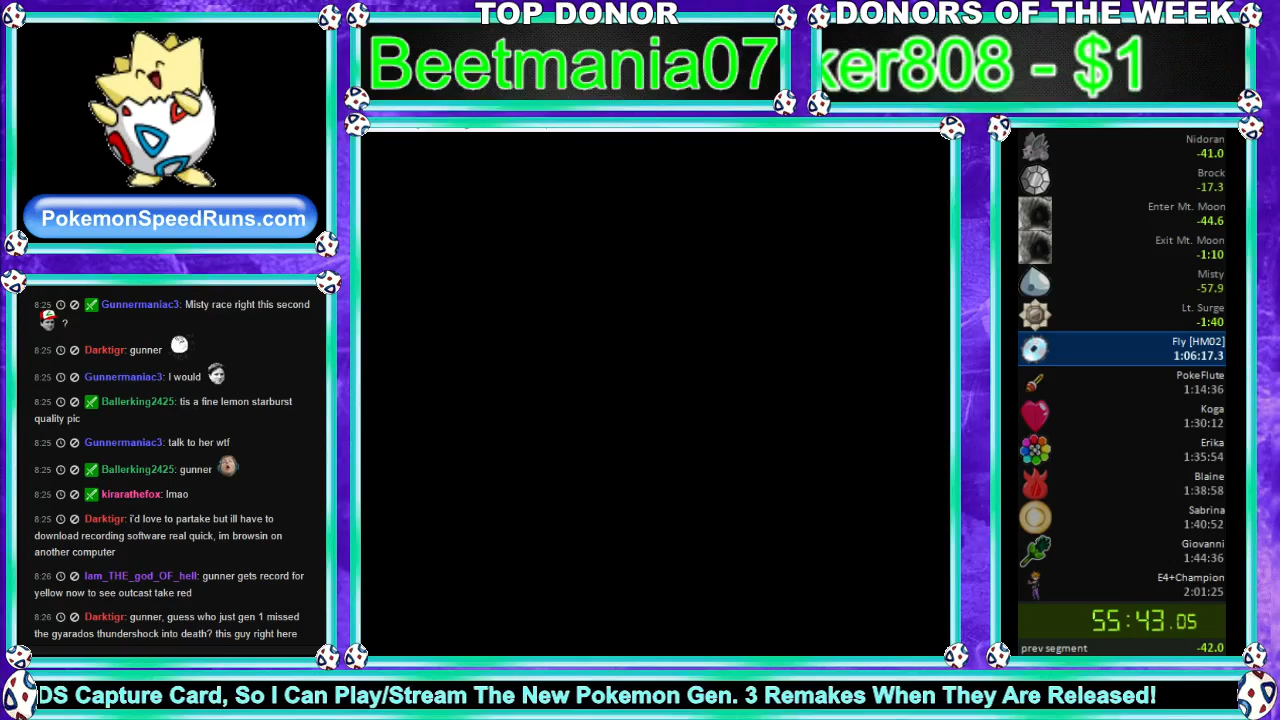 TOP DONOR
DONORS OF THE WEEK
Beetmania07
ker808 - $1
PokemonSpeedRuns.com
8:25 Gunnermaniac3: Misty race right this second
?
8:25 Darktigr: gunner
8:25 Gunnermaniac3: I would
8:25 Ballerking2425: tis a fine lemon starburst
quality pic
8:25 Gunnermaniac3: talk to her wtf
8:25 Ballerking2425: gunner
8:25 kirarathefox: lmao
8:25 Darktigr: i'd love to partake but ill have to
download recording software real quick, im browsin on
another computer
8:26 Iam_THE_god_OF_hell: gunner gets record for
yellow now to see outcast take red
8:26 Darktigr: gunner, guess who just gen 1 missed
the gyarados thundershock into death? this guy right here
Nidoran
-41.0
Brock
-17.3
Enter Mt. Moon
-44.6
Exit Mt. Moon
-1:10
Misty
-57.9
Lt. Surge
-1:40
Fly [HM02]
1:06:17.3
PokeFlute
1:14:36
Koga
1:30:12
Erika
1:35:54
Blaine
1:38:58
Sabrina
1:40:52
Giovanni
1:44:36
E4+Champion
2:01:25
55:43.05
prev segment -42.0
DS Capture Card, So I Can Play/Stream The New Pokemon Gen. 3 Remakes When They Are Released!